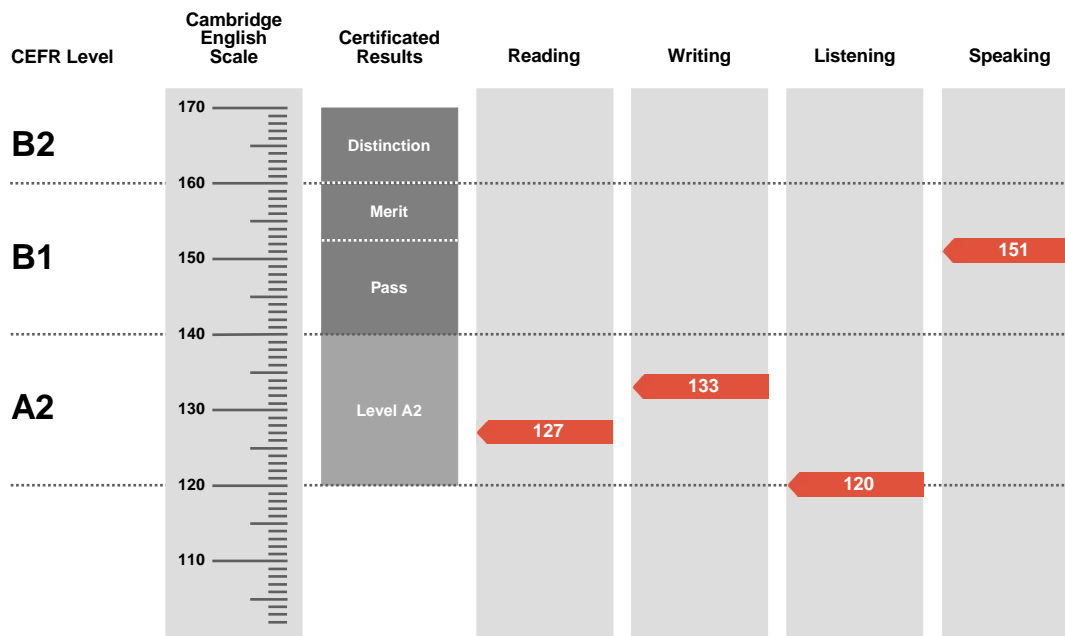 CEFR Level
Cambridge
English
Scale
Certificated
Results
Reading
Writing
Listening
Speaking
170
B2
Distinction
160
Merit
B1
150
151
Pass
140
133
A2
130
Level A2
127
120
120
110